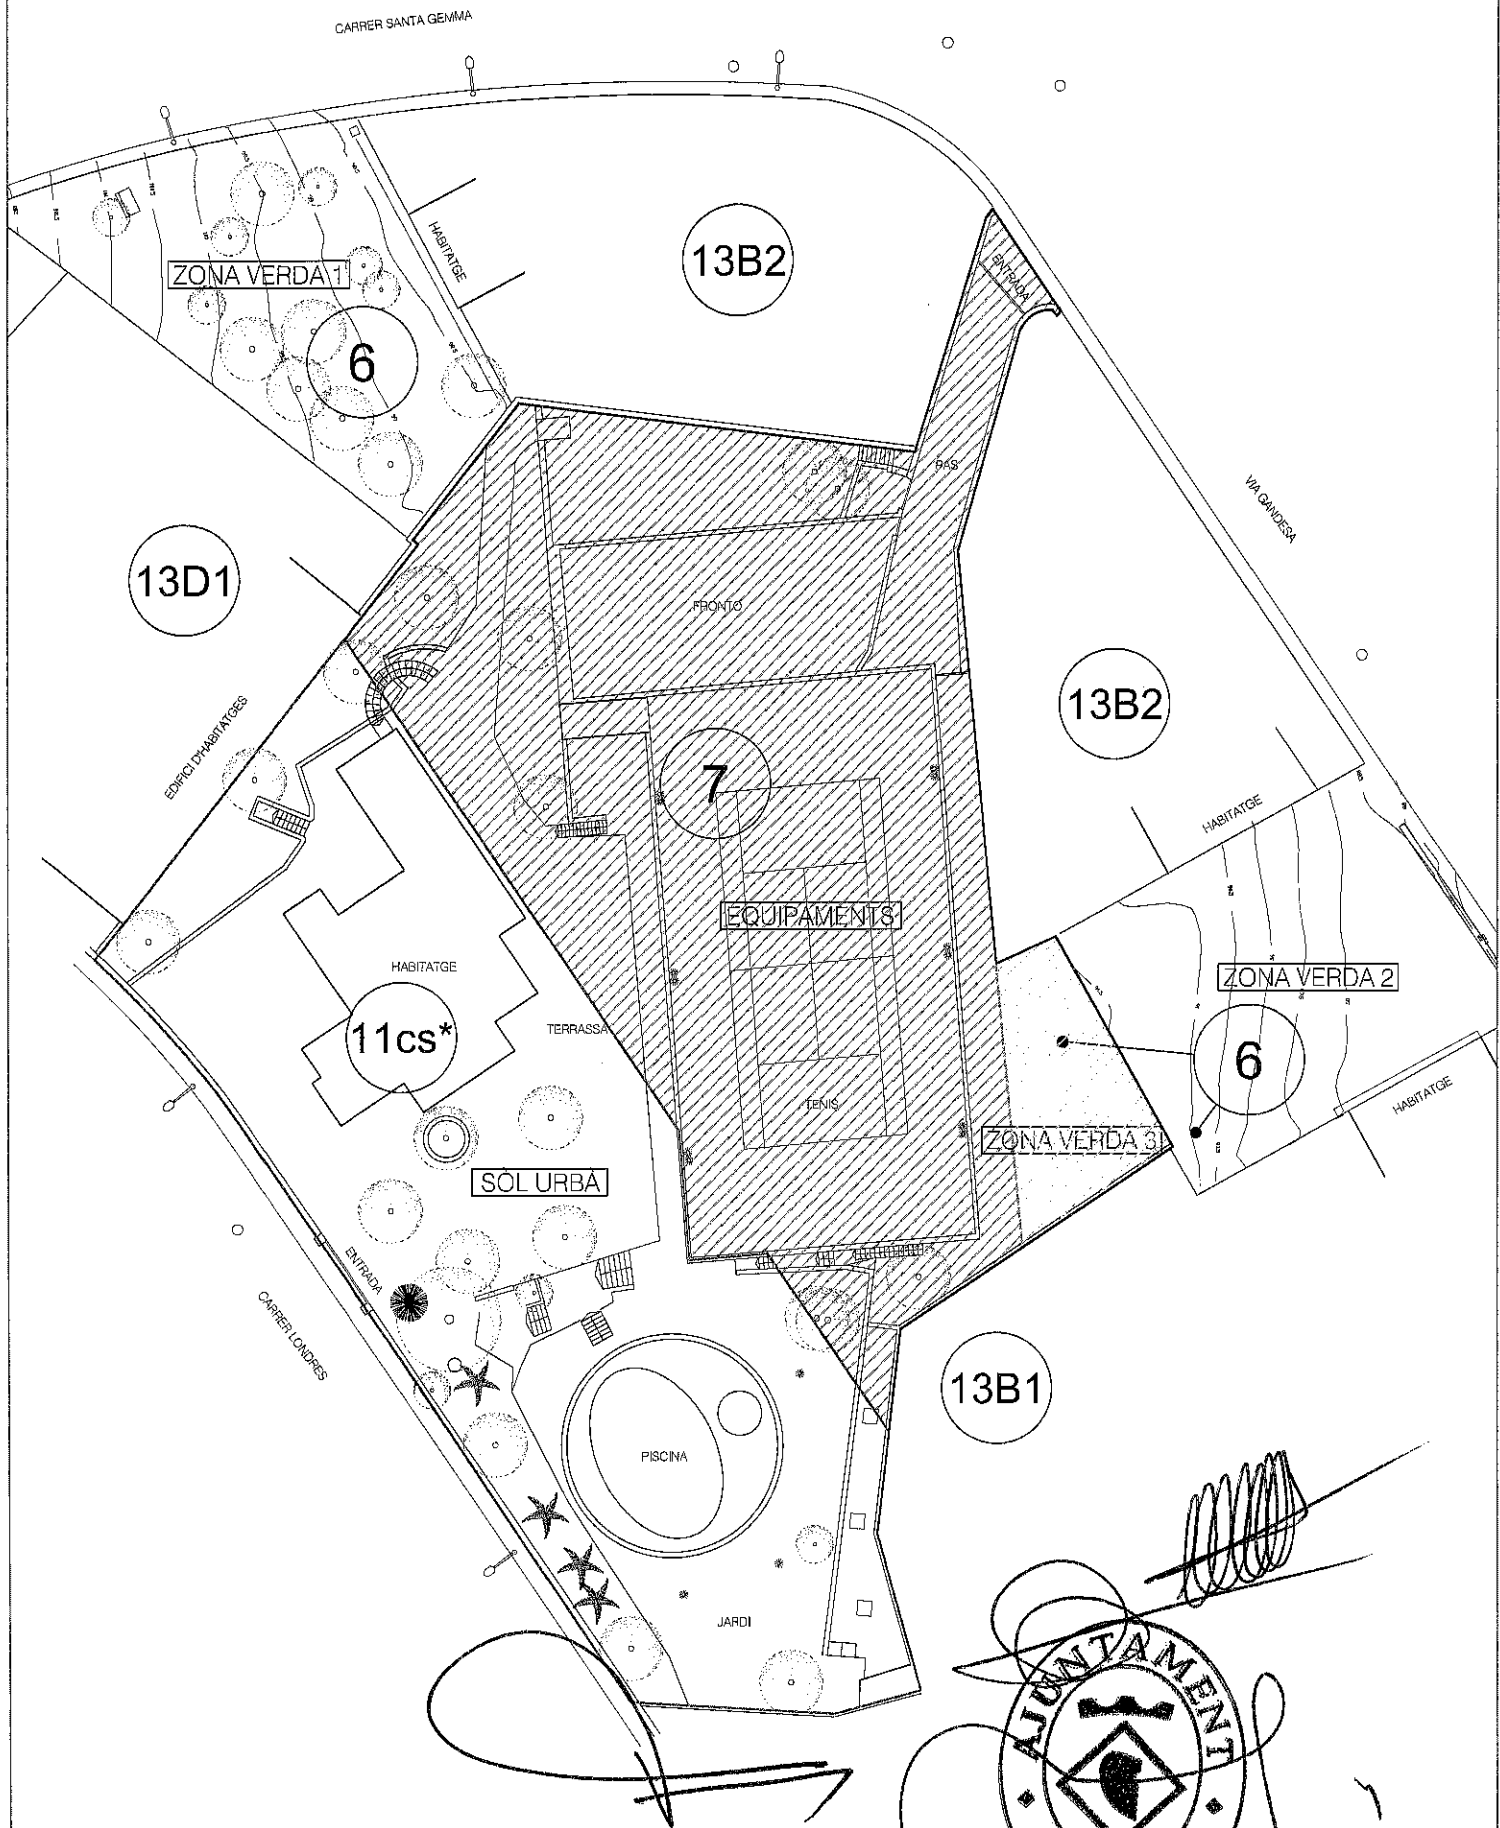 CARRER SANTA GEMMA
HABITATGE
13B2
ENTRADA
ZONA VERDA 1
6
PAS
VIA GANDESA
13D1
FRONTO
13B2
EDIFICI D'HABITATGES
7
HABITATGE
EQUIPAMENTS
HABITATGE
ZONA VERDA 2
11cs*
TERRASSA
6
TENIS
HABITATGE
ZONA VERDA 3
SÒL URBÀ
ENTRADA
CARRER LONDRES
13B1
PISCINA
JARDI
AJUNTAMENT